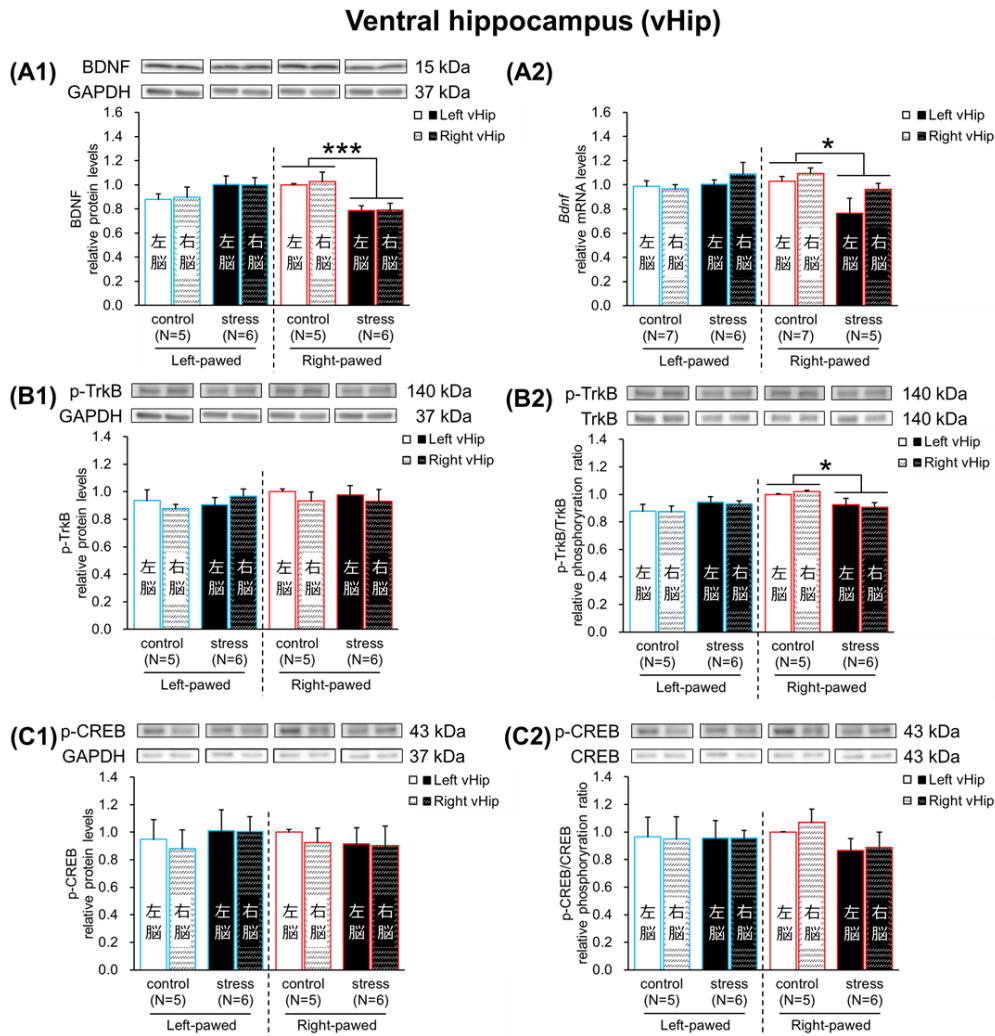 Ventral hippocampus (vHip)
(A1)
BDNF
15 kDa
GAPDH
37 kDa
Left vHip
Right vHip
BDNF
relative protein levels
1.6
1.4
1.2
1.0
0.8
0.6
0.4
0.2
0.0
***
左脳
右脳
左脳
右脳
左脳
右脳
左脳
右脳
control
(N=5)
stress
(N=6)
control
(N=5)
stress
(N=6)
Left-pawed
Right-pawed
(A2)
Left vHip
Right vHip
Bdnf
relative mRNA levels
1.6
1.4
1.2
1.0
0.8
0.6
0.4
0.2
0.0
*
左脳
右脳
左脳
右脳
左脳
右脳
左脳
右脳
control
(N=7)
stress
(N=6)
control
(N=7)
stress
(N=5)
Left-pawed
Right-pawed
(B1)
p-TrkB
140 kDa
GAPDH
37 kDa
Left vHip
Right vHip
p-TrkB
relative protein levels
1.4
1.2
1.0
0.8
0.6
0.4
0.2
0.0
左脳
右脳
左脳
右脳
左脳
右脳
左脳
右脳
control
(N=5)
stress
(N=6)
control
(N=5)
stress
(N=6)
Left-pawed
Right-pawed
(B2)
p-TrkB
140 kDa
TrkB
140 kDa
Left vHip
Right vHip
p-TrkB/TrkB
relative phosphoryration ratio
1.4
1.2
1.0
0.8
0.6
0.4
0.2
0.0
*
左脳
右脳
左脳
右脳
左脳
右脳
左脳
右脳
control
(N=5)
stress
(N=6)
control
(N=5)
stress
(N=6)
Left-pawed
Right-pawed
(C1)
p-CREB
43 kDa
GAPDH
37 kDa
Left vHip
Right vHip
p-CREB
relative protein levels
1.4
1.2
1.0
0.8
0.6
0.4
0.2
0.0
左脳
右脳
左脳
右脳
左脳
右脳
左脳
右脳
control
(N=5)
stress
(N=6)
control
(N=5)
stress
(N=6)
Left-pawed
Right-pawed
(C2)
p-CREB
43 kDa
CREB
43 kDa
Left vHip
Right vHip
p-CREB/CREB
relative phosphoryration ratio
1.4
1.2
1.0
0.8
0.6
0.4
0.2
0.0
左脳
右脳
左脳
右脳
左脳
右脳
左脳
右脳
control
(N=5)
stress
(N=6)
control
(N=5)
stress
(N=6)
Left-pawed
Right-pawed